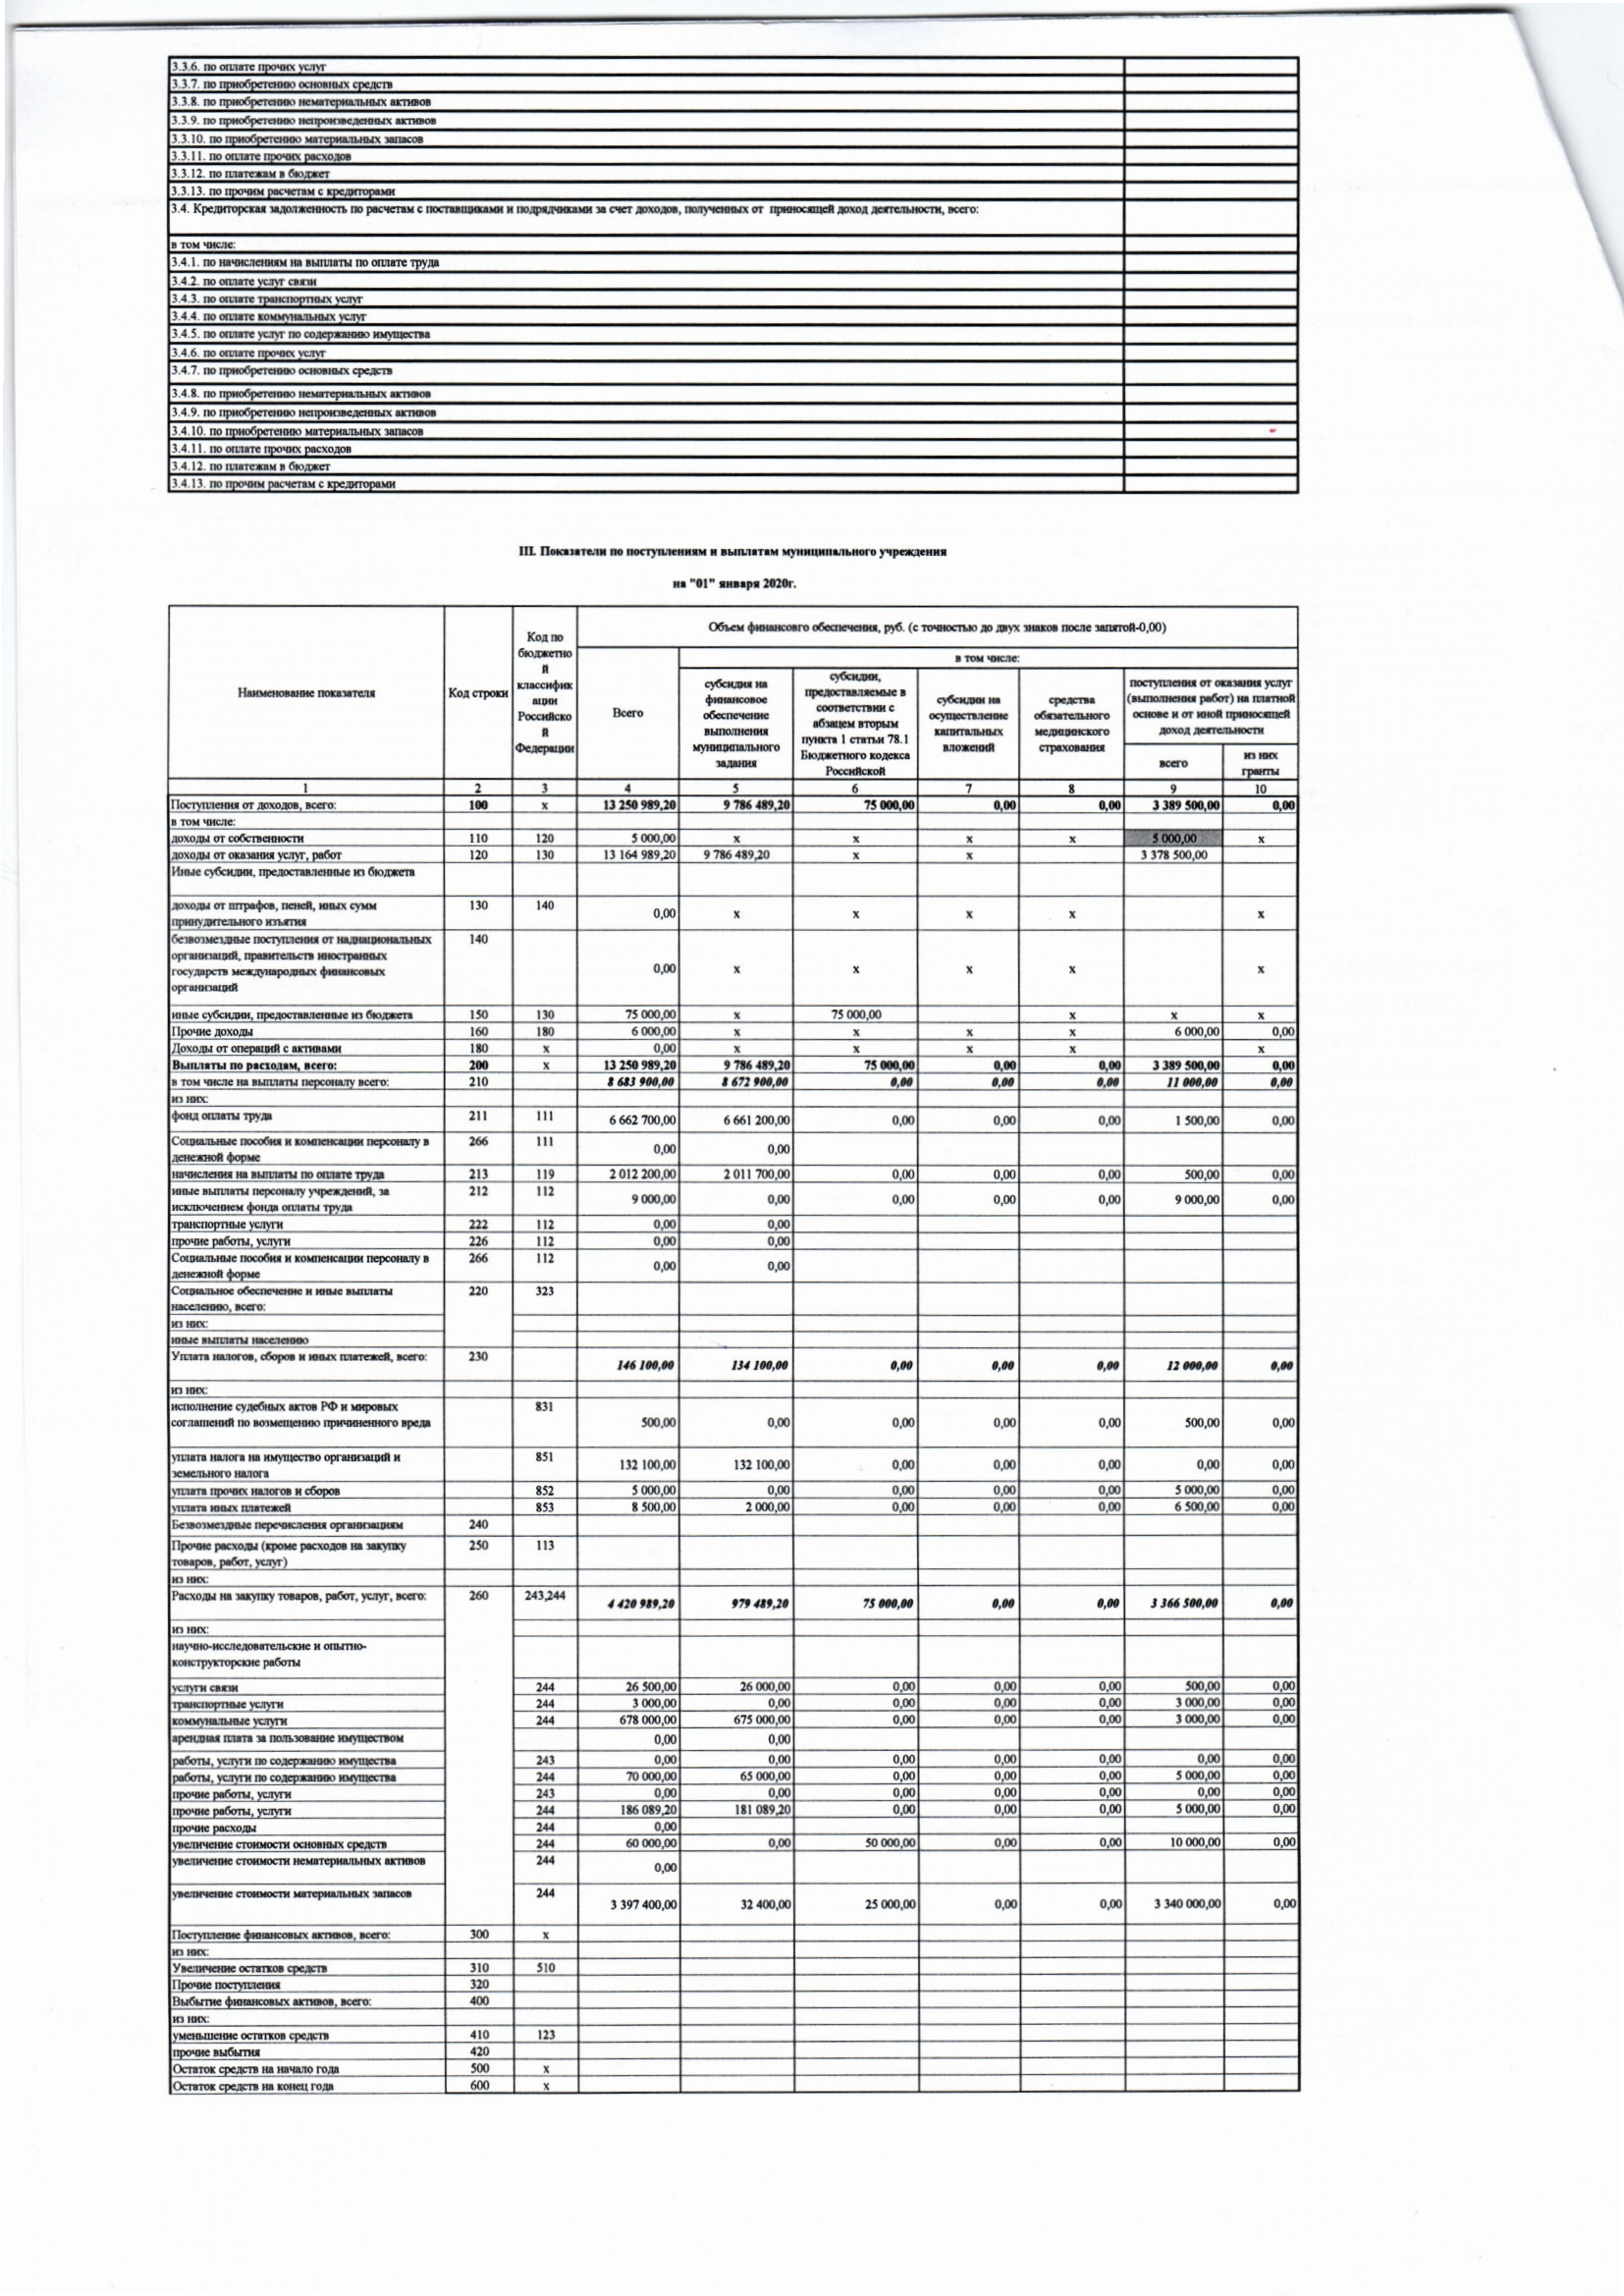 3.3.6. по оплате прочих услуг
3.3.7. по приобретению основных средств
3.3.8. по приобретению нематериальных активов
3.3.9. по приобретению непроизведенных активов
3.3.10. по приобретению материальных запасов
3.3.11. по оплате прочих расходов
3.3.12. по платежам в бюджет
3.3.13. по прочим расчетам с кредиторами
3.4. Кредиторская задолженность по расчетам с поставщиками и подрядчиками за счет доходов, полученных от приносящей доход деятельности, всего:
в том числе:
3.4.1. по начислениям на выплаты по оплате труда
3.4.2. по оплате услуг связи
3.4.3. по оплате транспортных услуг
3.4.4. по оплате коммунальных услуг
3.4.5. по оплате услуг по содержанию имущества
3.4.6. по оплате прочих услуг
3.4.7. по приобретению основных средств
3.4.8. по приобретению нематериальных активов
3.4.9. по приобретению непроизведенных активов
3.4.10. по приобретению материальных запасов
3.4.11. по оплате прочих расходов
3.4.12. по платежам в бюджет
3.4.13. по прочим расчетам с кредиторами
III. Показатели по поступлениям и выплатам муниципального учреждения
на "01" января 2020г.
Наименование показателя
Код строки
Код по
бюджетно
й
классифик
ации
Российско
й
Федерации
Объем финансовго обеспечения, руб. (с точностью до двух знаков после запятой-0,00)
Всего
в том числе:
субсидия на
финансовое
обеспечение
выполнения
муниципального
задания
субсидии,
предоставляемые в
соответствии с
абзацем вторым
пункта 1 статьи 78.1
Бюджетного кодекса
Российской
субсидии на
осуществление
капитальных
вложений
средства
обязательного
медицинского
страхования
поступления от оказания услуг
(выполнения работ) на платной
основе и от иной приносящей
доход деятельности
всего
из них
гранты
1 2 3 4 5 6 7 8 9 10
Поступления от доходов, всего: 100 х 13 250 989,20 9 786 489,20 75 000,00 0,00 0,00 3 389 500,00 0,00
в том числе:
доходы от собственности 110 120 5 000,00 х х х х 5 000,00 х
доходы от оказания услуг, работ 120 130 13 164 989,20 9 786 489,20 х х 3 378 500,00
Иные субсидии, предоставленные из бюджета
доходы от штрафов, пеней, иных сумм
принудительного изъятия 130 140 0,00 х х х х х
безвозмездные поступления от наднациональных
организаций, правительств иностранных
государств международных финансовых
организаций 140 0,00 х х х х х
иные субсидии, предоставленные из бюджета 150 130 75 000,00 х 75 000,00 х х х
Прочие доходы 160 180 6 000,00 х х х х 6 000,00 0,00
Доходы от операций с активами 180 х 0,00 х х х х х
Выплаты по расходам, всего: 200 х 13 250 989,20 9 786 489,20 75 000,00 0,00 0,00 3 389 500,00 0,00
в том числе на выплаты персоналу всего: 210 8 683 900,00 8 672 900,00 0,00 0,00 0,00 11 000,00 0,00
из них:
фонд оплаты труда 211 111 6 662 700,00 6 661 200,00 0,00 0,00 0,00 1 500,00 0,00
Социальные пособия и компенсации персоналу в
денежной форме 266 111 0,00 0,00
начисления на выплаты по оплате труда 213 119 2 012 200,00 2 011 700,00 0,00 0,00 0,00 500,00 0,00
иные выплаты персоналу учреждений, за
исключением фонда оплаты труда 212 112 9 000,00 0,00 0,00 0,00 0,00 9 000,00 0,00
транспортные услуги 222 112 0,00 0,00
прочие работы, услуги 226 112 0,00 0,00
Социальные пособия и компенсации персоналу в
денежной форме 266 112 0,00 0,00
Социальное обеспечение и иные выплаты
населению, всего: 220 323
из них:
иные выплаты населению
Уплата налогов, сборов и иных платежей, всего: 230 146 100,00 134 100,00 0,00 0,00 0,00 12 000,00 0,00
из них:
исполнение судебных актов РФ и мировых
соглашений по возмещению причиненного вреда 831 500,00 0,00 0,00 0,00 0,00 500,00 0,00
уплата налога на имущество организаций и
земельного налога 851 132 100,00 132 100,00 0,00 0,00 0,00 0,00 0,00
уплата прочих налогов и сборов 852 5 000,00 0,00 0,00 0,00 0,00 5 000,00 0,00
уплата иных платежей 853 8 500,00 2 000,00 0,00 0,00 0,00 6 500,00 0,00
Безвозмездные перечисления организациям 240
Прочие расходы (кроме расходов на закупку
товаров, работ, услуг) 250 113
из них:
Расходы на закупку товаров, работ, услуг, всего: 260 243,244 4 420 989,20 979 489,20 75 000,00 0,00 0,00 3 366 500,00 0,00
из них:
научно-исследовательские и опытно-
конструкторские работы
услуги связи 244 26 500,00 26 000,00 0,00 0,00 0,00 500,00 0,00
транспортные услуги 244 3 000,00 0,00 0,00 0,00 0,00 3 000,00 0,00
коммунальные услуги 244 678 000,00 675 000,00 0,00 0,00 0,00 3 000,00 0,00
арендная плата за пользование имуществом 0,00 0,00
работы, услуги по содержанию имущества 243 0,00 0,00 0,00 0,00 0,00 0,00 0,00
работы, услуги по содержанию имущества 244 70 000,00 65 000,00 0,00 0,00 0,00 5 000,00 0,00
прочие работы, услуги 243 0,00 0,00 0,00 0,00 0,00 0,00 0,00
прочие работы, услуги 244 186 089,20 181 089,20 0,00 0,00 0,00 5 000,00 0,00
прочие расходы 244 0,00
увеличение стоимости основных средств 244 60 000,00 0,00 50 000,00 0,00 0,00 10 000,00 0,00
увеличение стоимости нематериальных активов 244 0,00
увеличение стоимости материальных запасов 244 3 397 400,00 32 400,00 25 000,00 0,00 0,00 3 340 000,00 0,00
Поступление финансовых активов, всего: 300 х
из них:
Увеличение остатков средств 310 510
Прочие поступления 320
Выбытие финансовых активов, всего: 400
из них:
уменьшение остатков средств 410 123
прочие выбытия 420
Остаток средств на начало года 500 х
Остаток средств на конец года 600 х